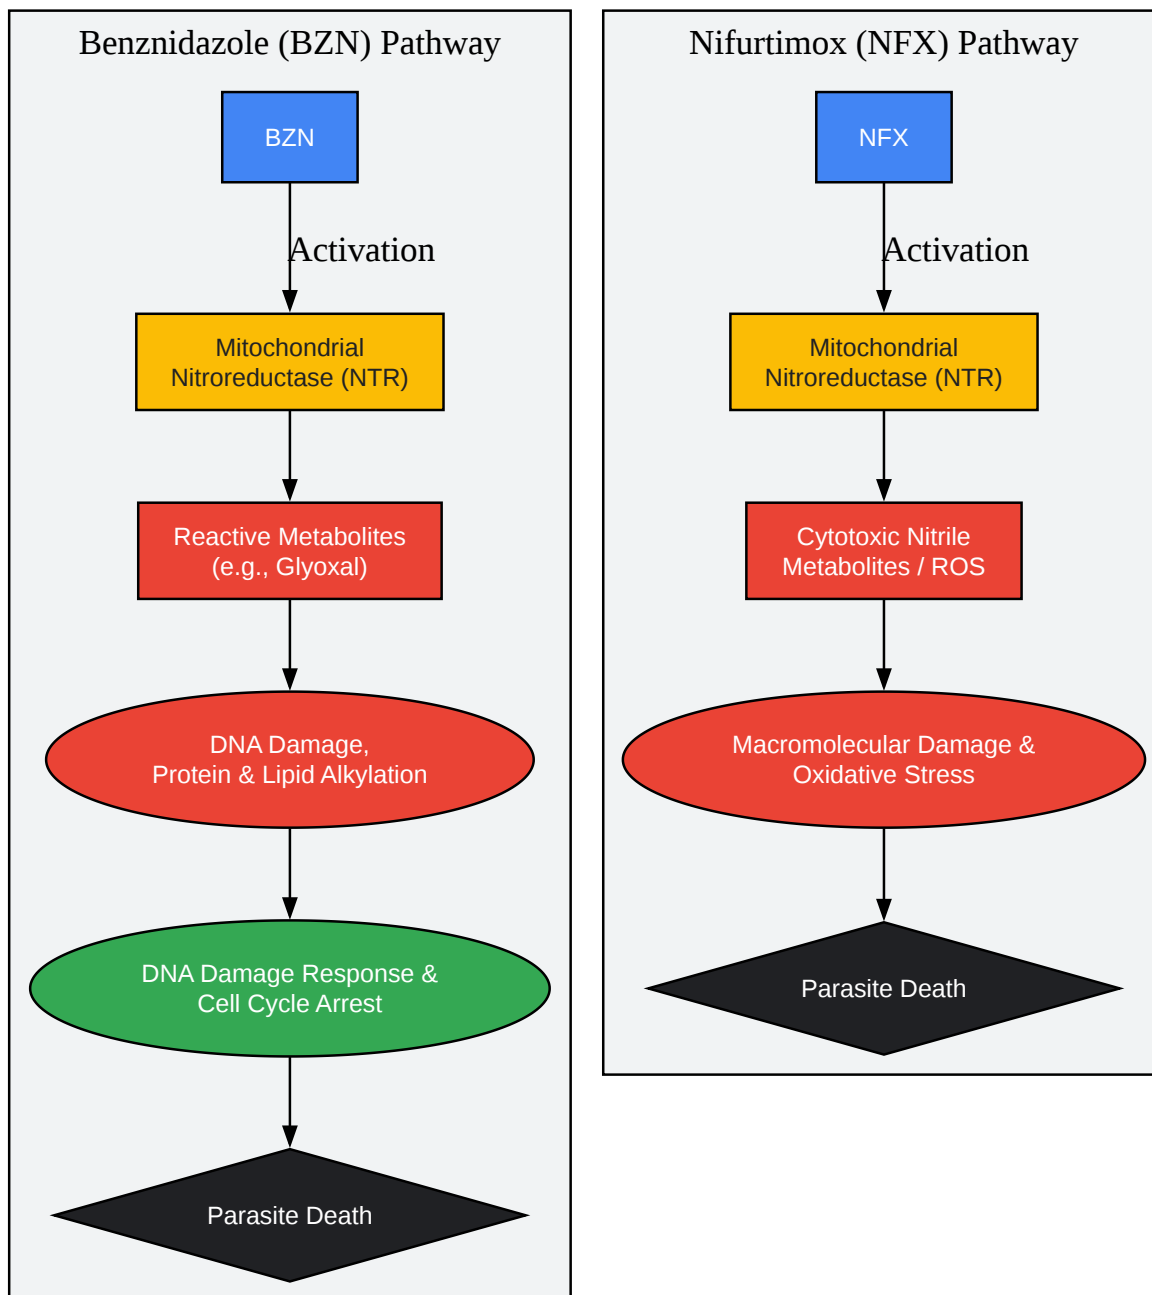 Benznidazole (BZN) Pathway
BZN
Activation
Mitochondrial
Nitroreductase (NTR)
Reactive Metabolites
(e.g., Glyoxal)
DNA Damage,
Protein & Lipid Alkylation
DNA Damage Response &
Cell Cycle Arrest
Parasite Death
Nifurtimox (NFX) Pathway
NFX
Activation
Mitochondrial
Nitroreductase (NTR)
Cytotoxic Nitrile
Metabolites / ROS
Macromolecular Damage &
Oxidative Stress
Parasite Death